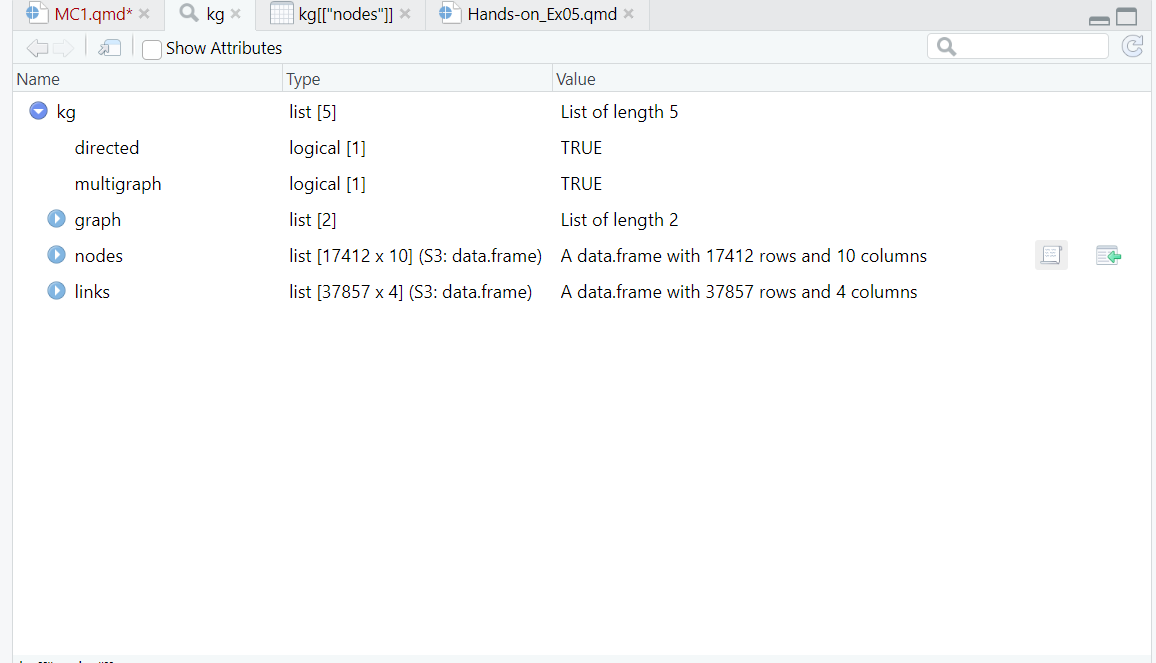 MC1.qmd* kg kg[["nodes"]] Hands-on_Ex05.qmd
Show Attributes
Name Type Value
kg list [5] List of length 5
directed logical [1] TRUE
multigraph logical [1] TRUE
graph list [2] List of length 2
nodes list [17412 x 10] (S3: data.frame) A data.frame with 17412 rows and 10 columns
links list [37857 x 4] (S3: data.frame) A data.frame with 37857 rows and 4 columns